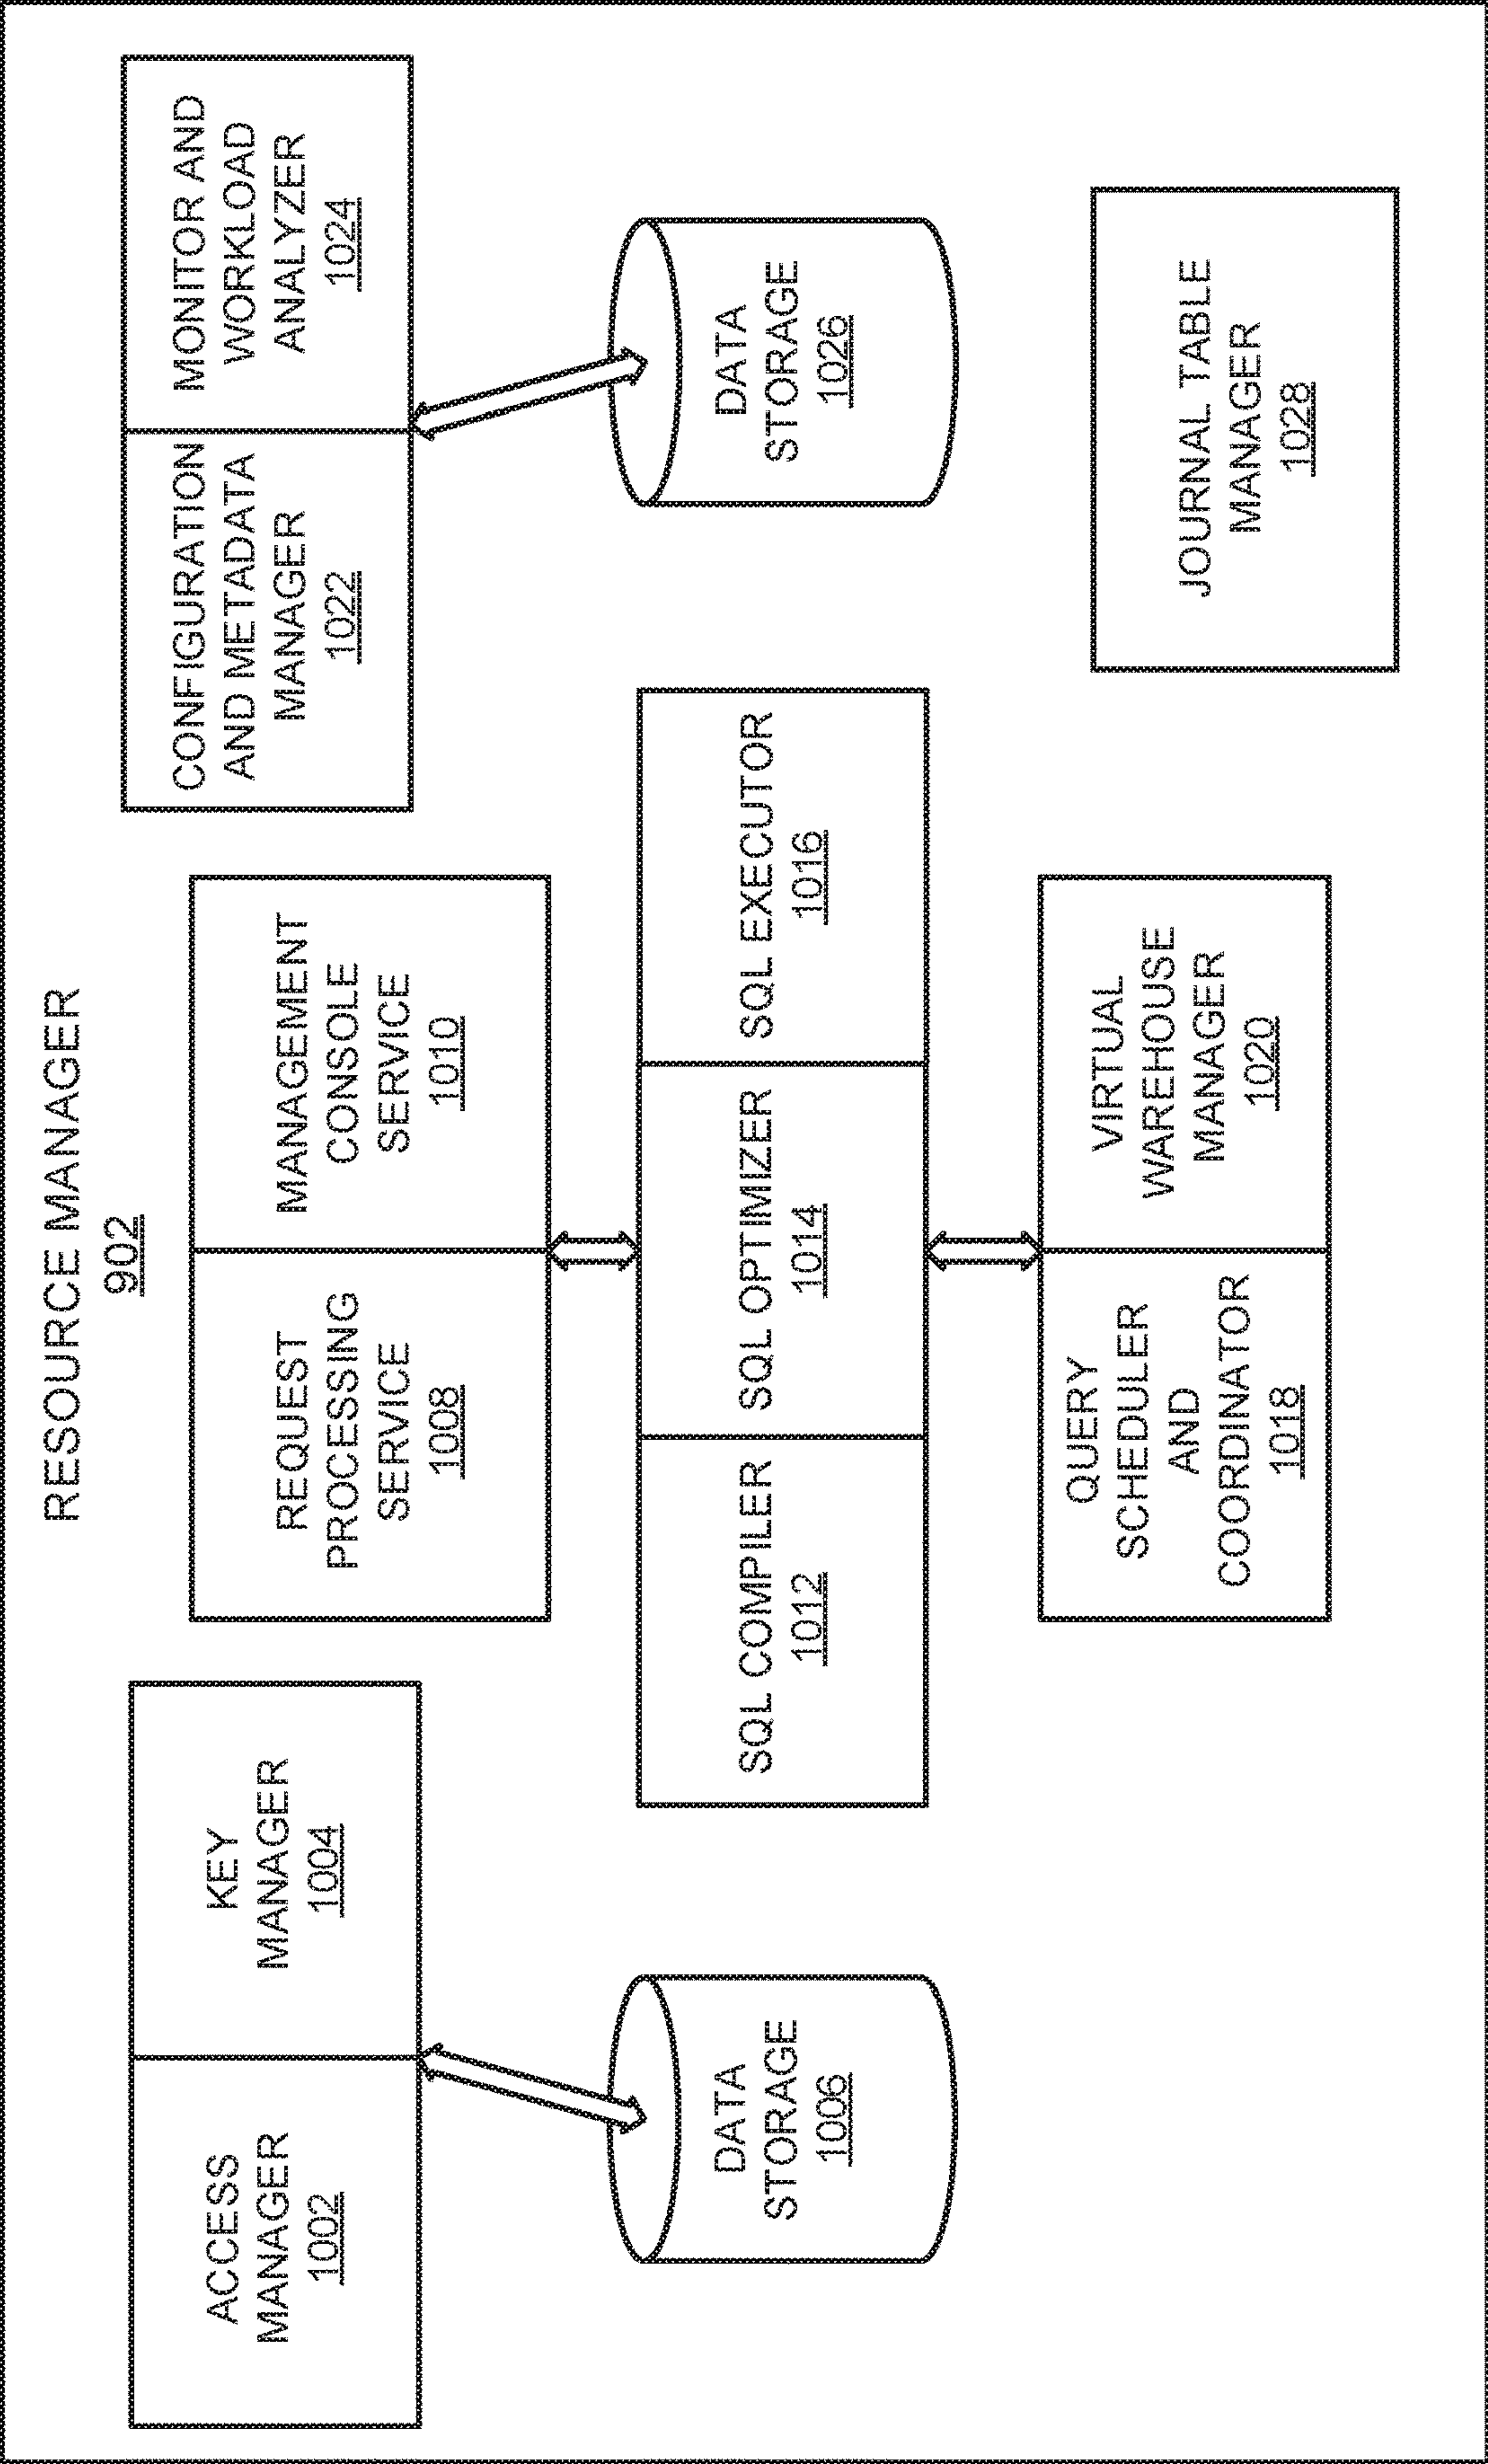 RESOURCE MANAGER
902
ACCESS
MANAGER
1002
KEY
MANAGER
1004
DATA
STORAGE
1006
REQUEST
PROCESSING
SERVICE
1008
MANAGEMENT
CONSOLE
SERVICE
1010
SQL COMPILER
1012
SQL OPTIMIZER
1014
SQL EXECUTOR
1016
QUERY
SCHEDULER
AND
COORDINATOR
1018
VIRTUAL
WAREHOUSE
MANAGER
1020
CONFIGURATION
AND METADATA
MANAGER
1022
MONITOR AND
WORKLOAD
ANALYZER
1024
DATA
STORAGE
1026
JOURNAL TABLE
MANAGER
1028